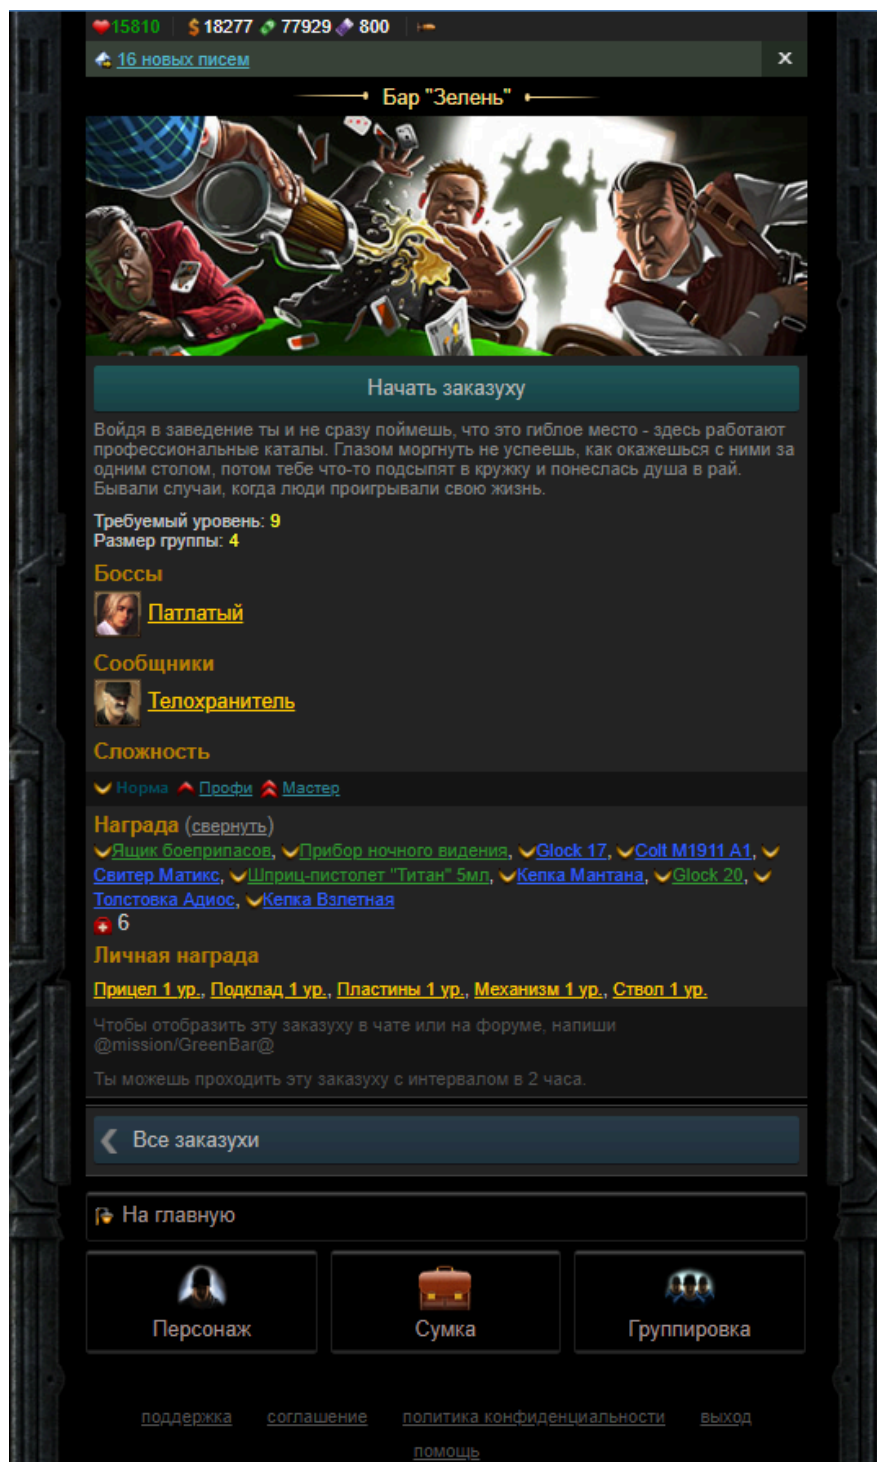 15810 $ 18277 77929 800
16 новых писем x
Бар "Зелень"
Начать заказуху
Войдя в заведение ты и не сразу поймешь, что это гиблое место - здесь работают
профессиональные каталы. Глазом моргнуть не успеешь, как окажешься с ними за
одним столом, потом тебе что-то подсыпят в кружку и понеслась душа в рай.
Бывали случаи, когда люди проигрывали свою жизнь.
Требуемый уровень: 9
Размер группы: 4
Боссы
Патлатый
Сообщники
Телохранитель
Сложность
Норма Профи Мастер
Награда (свернуть)
Ящик боеприпасов, Прибор ночного видения, Glock 17, Colt M1911 A1,
Свитер Матикс, Шприц-пистолет "Титан" 5мл, Кепка Мантана, Glock 20,
Толстовка Адиос, Кепка Взлетная
6
Личная награда
Прицел 1 ур., Подклад 1 ур., Пластины 1 ур., Механизм 1 ур., Ствол 1 ур.
Чтобы отобразить эту заказуху в чате или на форуме, напиши
@mission/GreenBar@
Ты можешь проходить эту заказуху с интервалом в 2 часа.
Все заказухи
На главную
Персонаж Сумка Группировка
поддержка соглашение политика конфиденциальности выход
помощь